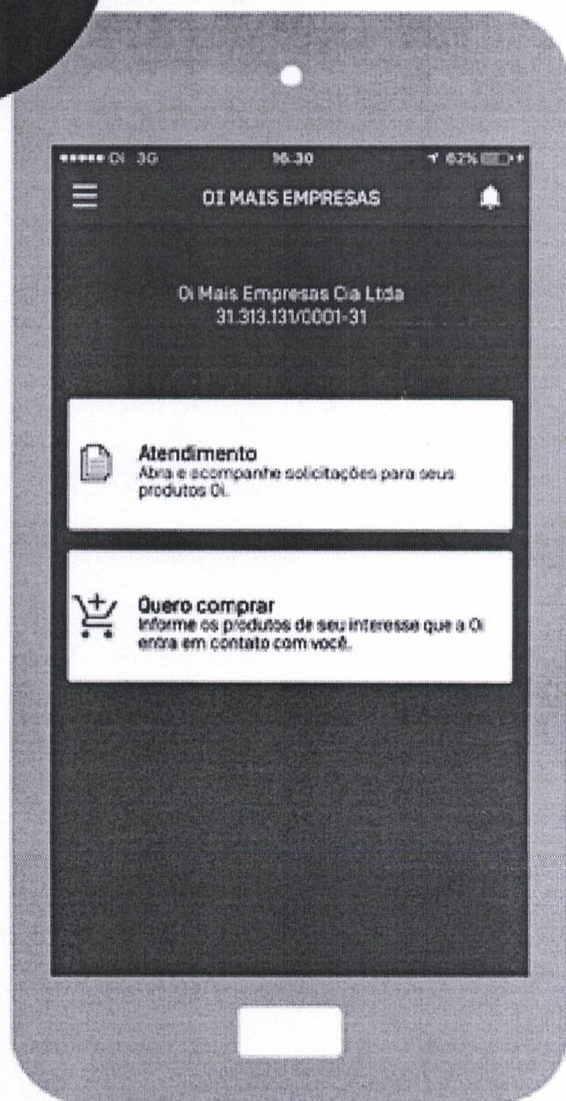 Oi 3G 16:30 62%
OI MAIS EMPRESAS
Oi Mais Empresas Cia Ltda
31.313.131/0001-31
Atendimento
Abra e acompanhe solicitações para seus
produtos Oi.
Quero comprar
Informe os produtos de seu interesse que a Oi
entra em contato com você.